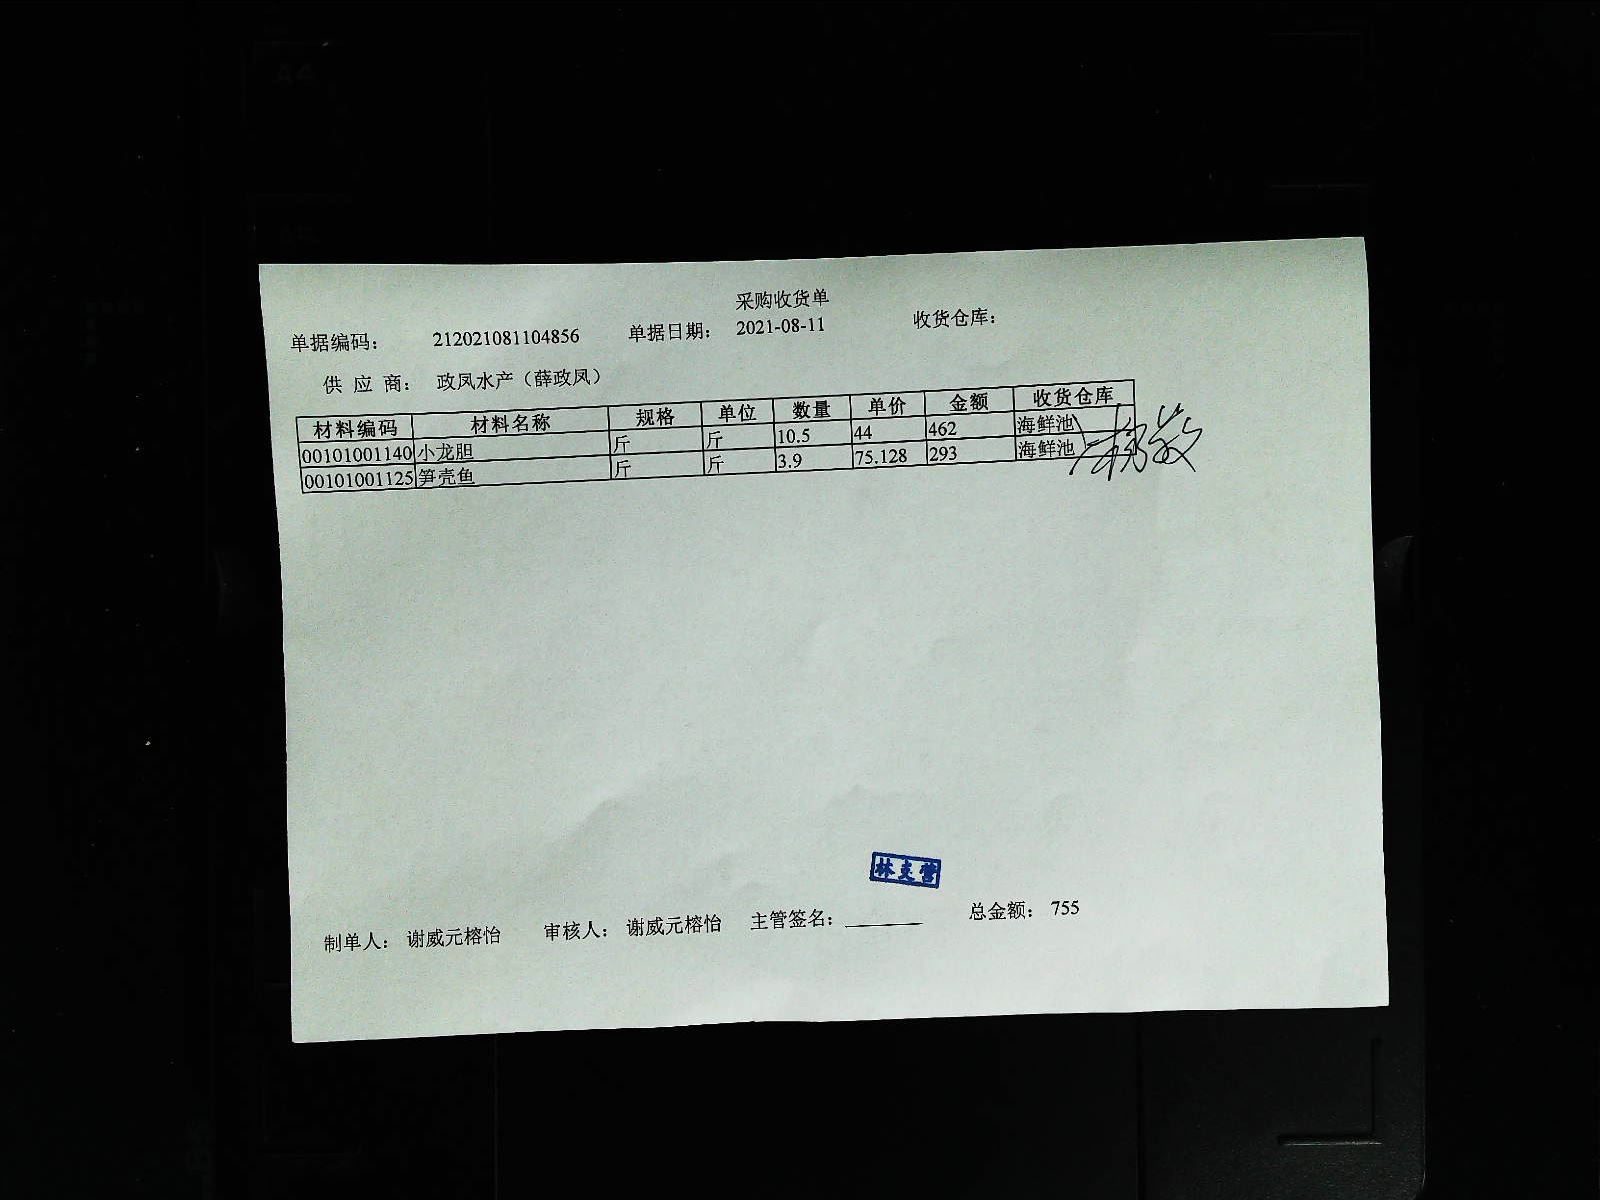 采购收货单
单据编码： 212021081104856 单据日期： 2021-08-11 收货仓库：
供 应 商： 政凤水产（薛政凤）
材料编码 材料名称 规格 单位 数量 单价 金额 收货仓库
00101001140 小龙胆 斤 斤 10.5 44 462 海鲜池
00101001125 笋壳鱼 斤 斤 3.9 75.128 293 海鲜池
制单人： 谢威元榕怡 审核人： 谢威元榕怡 主管签名： 总金额： 755